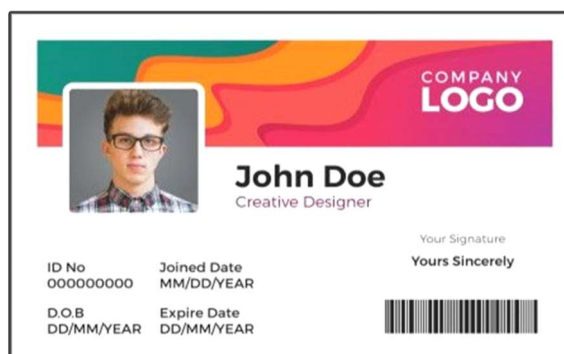 COMPANY
LOGO
John Doe
Creative Designer
Your Signature
Yours Sincerely
ID No
000000000
Joined Date
MM/DD/YEAR
D.O.B
DD/MM/YEAR
Expire Date
DD/MM/YEAR